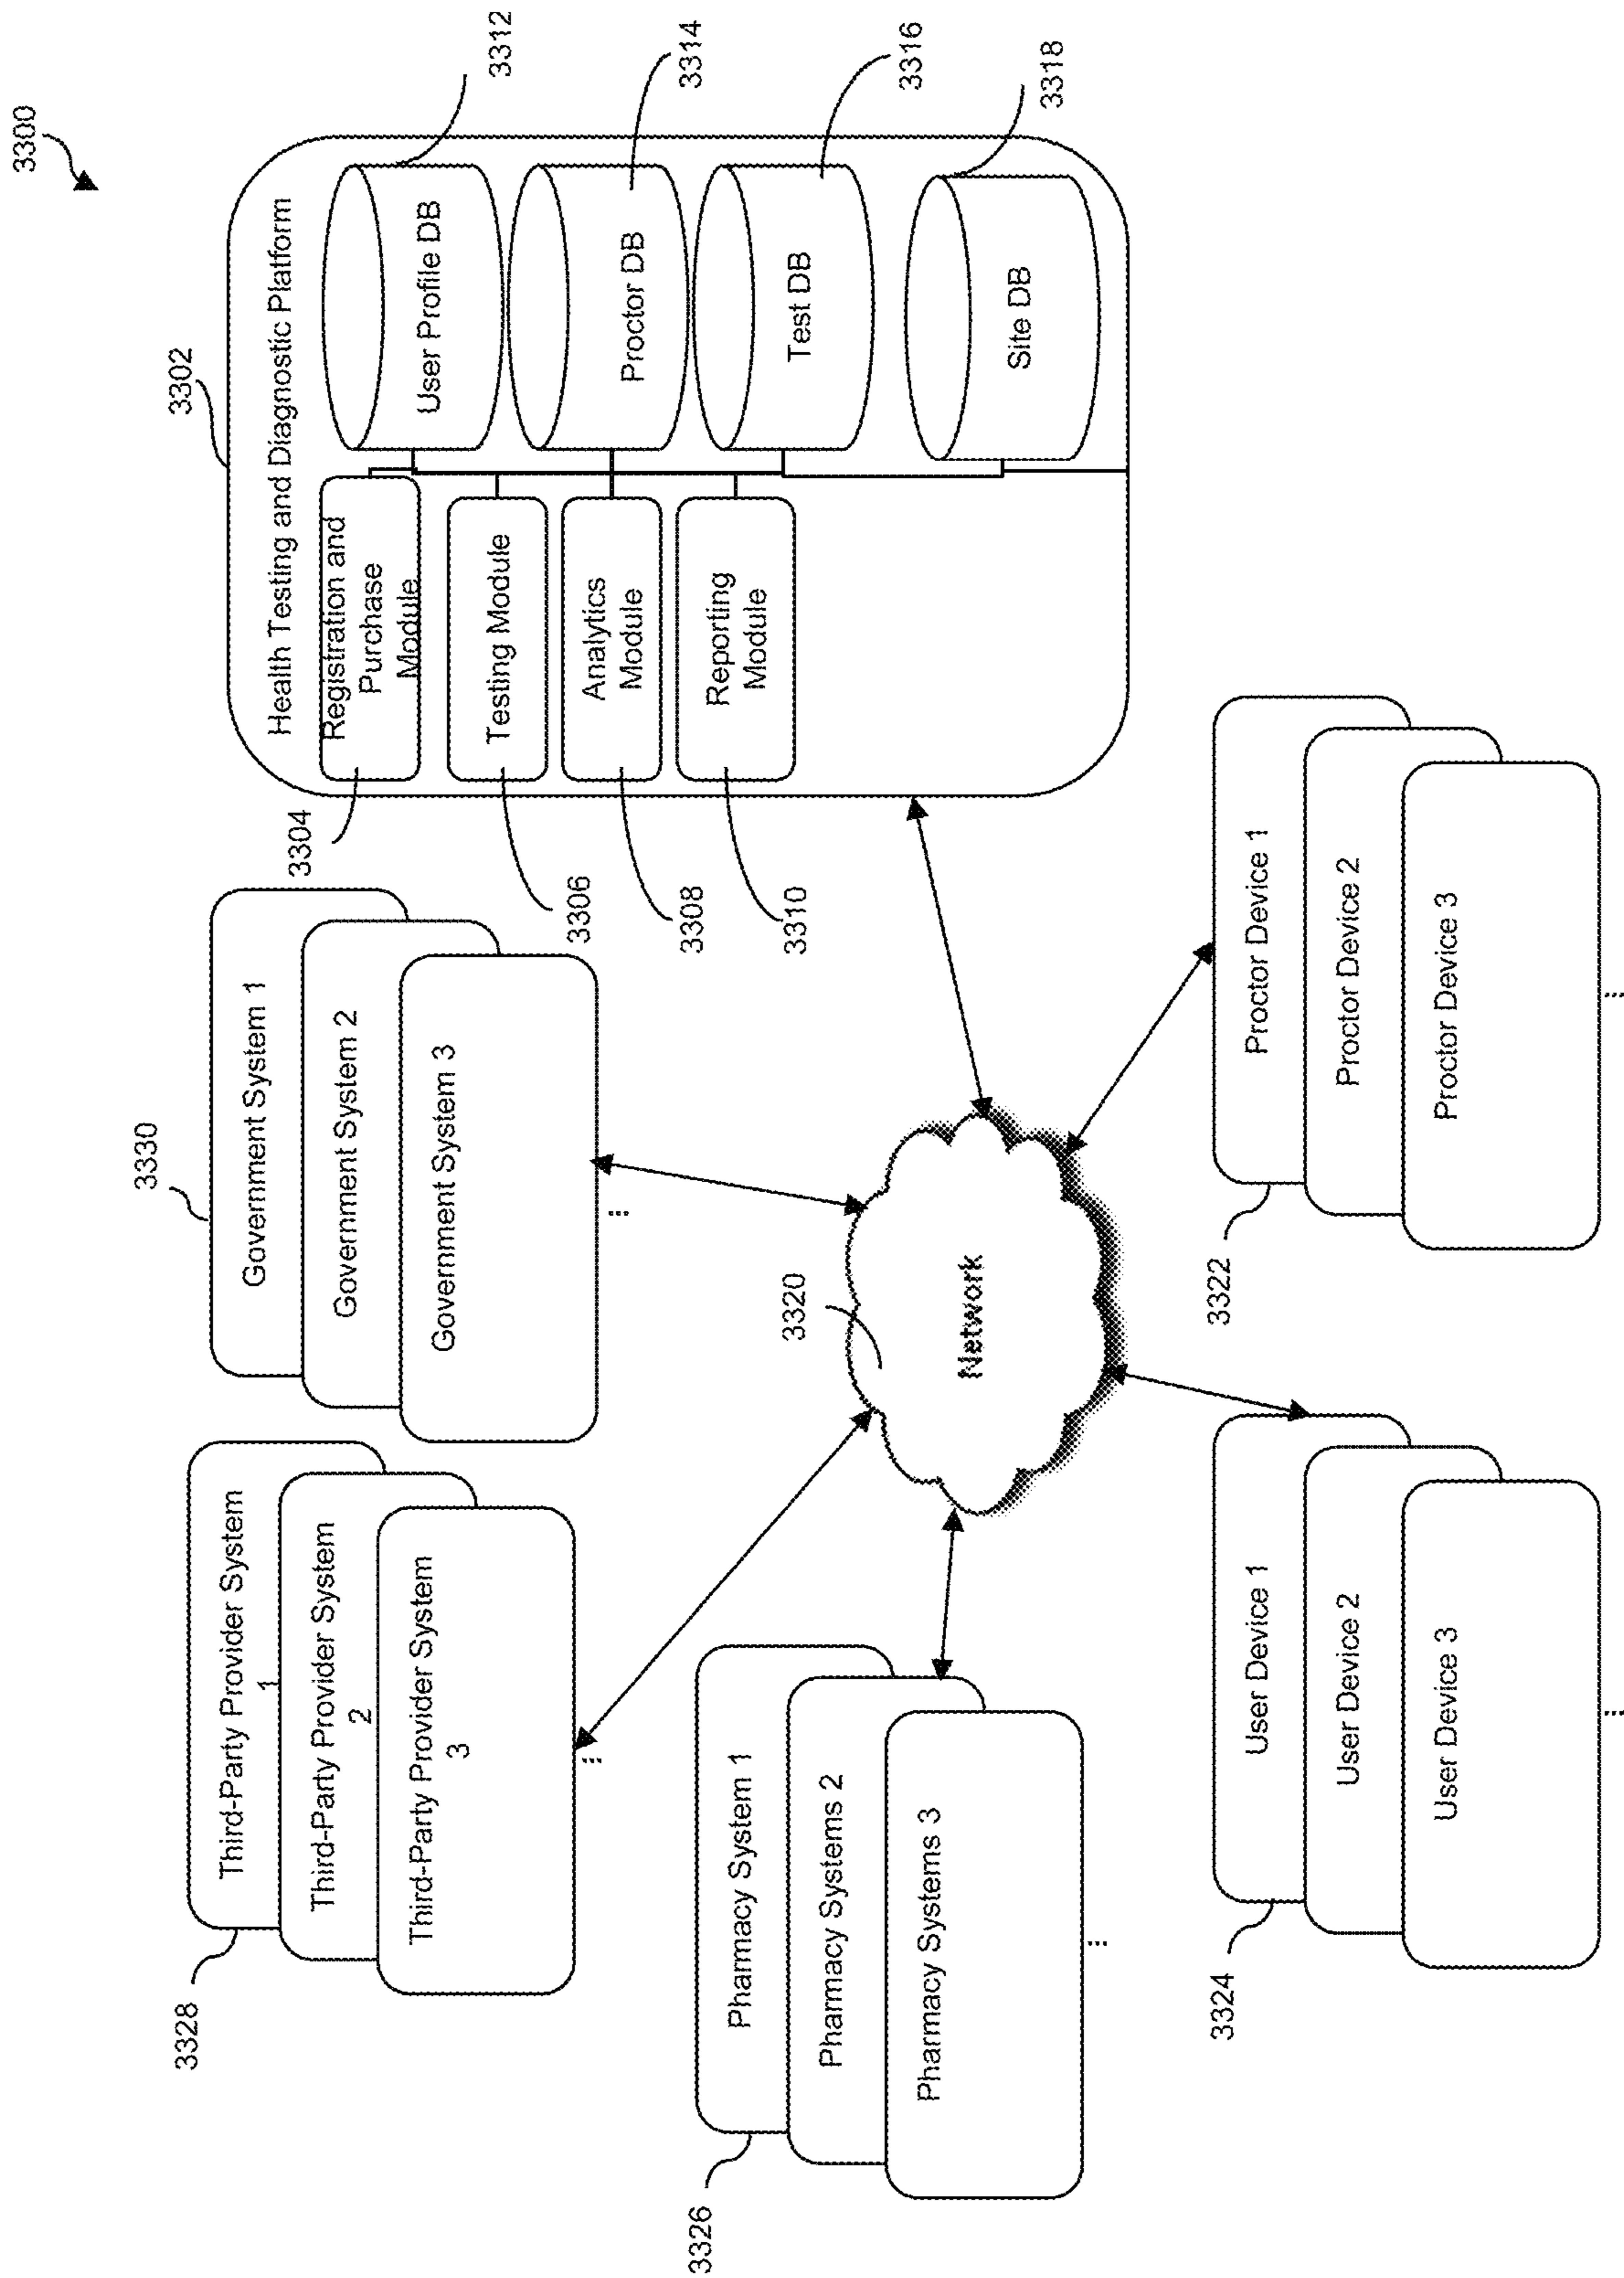 3300
3302
Health Testing and Diagnostic Platform
Registration and
Purchase
Module
Testing Module
Analytics
Module
Reporting
Module
3304
3306
3308
3310
User Profile DB
Proctor DB
Test DB
Site DB
3312
3314
3316
3318
3330
Government System 1
Government System 2
Government System 3
...
3328
Third-Party Provider System
1
Third-Party Provider System
2
Third-Party Provider System
3
...
3320
Network
3326
Pharmacy System 1
Pharmacy Systems 2
Pharmacy Systems 3
...
3324
User Device 1
User Device 2
User Device 3
...
3322
Proctor Device 1
Proctor Device 2
Proctor Device 3
...